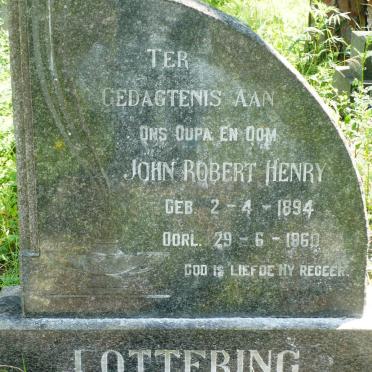 TER
GEDAGTENIS AAN
ONS OUPA EN OOM
JOHN ROBERT HENRY
GEB. 2-4-1894
OORL. 29-6-1960
GOD IS LIEFDE HY REGEER.
LOTTERING